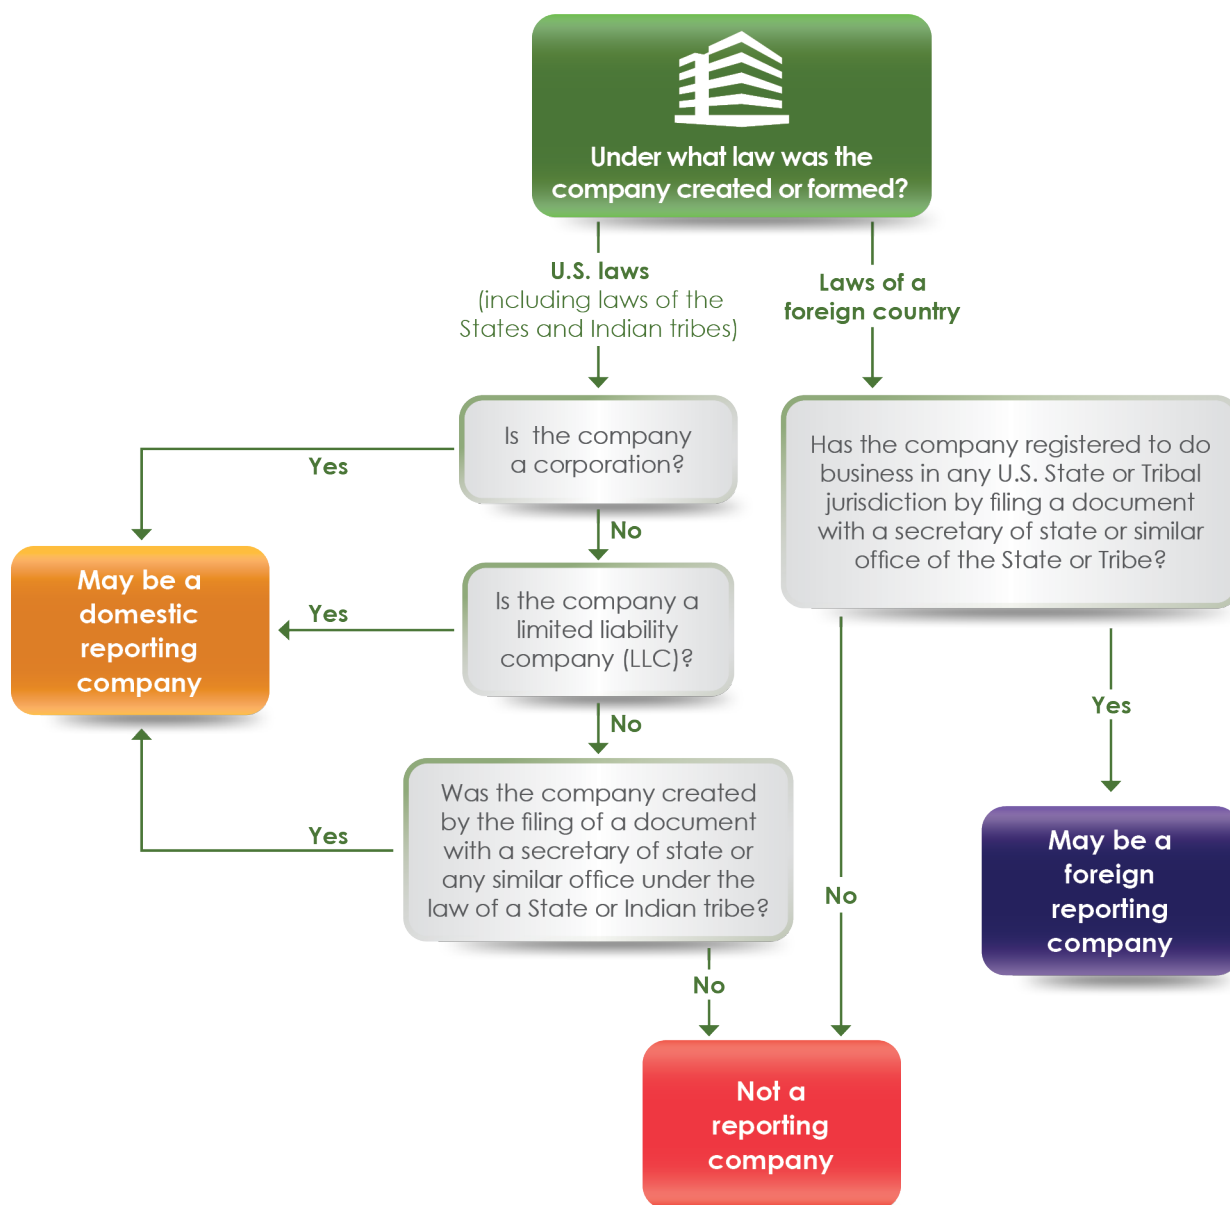 Under what law was the
company created or formed?
U.S. laws
(including laws of the
States and Indian tribes)
Laws of a
foreign country
Is the company
a corporation?
Has the company registered to do
business in any U.S. State or Tribal
jurisdiction by filing a document
with a secretary of state or similar
office of the State or Tribe?
Yes
No
May be a
domestic
reporting
company
Is the company a
limited liability
company (LLC)?
Yes
No
Yes
Was the company created
by the filing of a document
with a secretary of state or
any similar office under the
law of a State or Indian tribe?
Yes
May be a
foreign
reporting
company
No
No
Not a
reporting
company